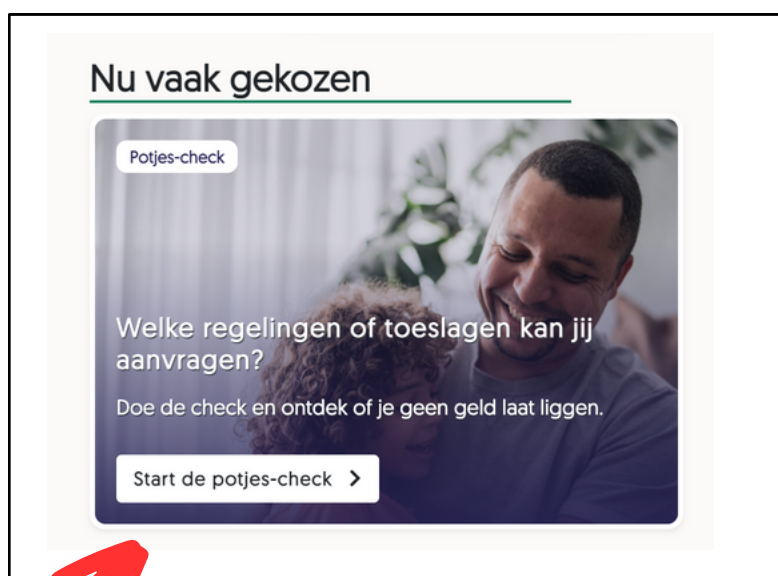 Nu vaak gekozen
Potjes-check
Welke regelingen of toeslagen kan jij
aanvragen?
Doe de check en ontdek of je geen geld laat liggen.
Start de potjes-check